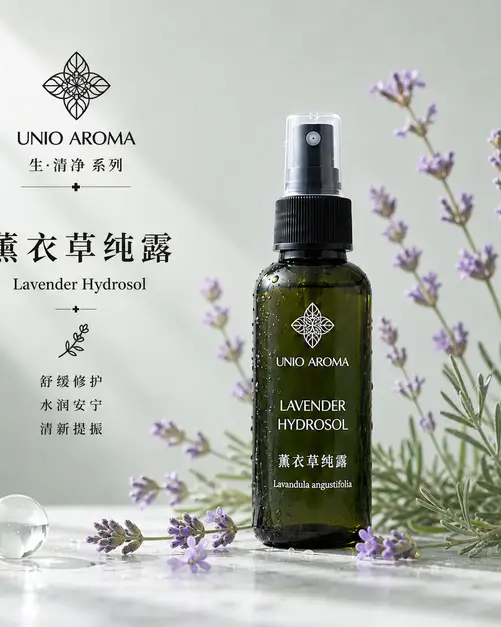 UNIO AROMA
生·清净 系列
薰衣草纯露
Lavender Hydrosol
舒缓修护
水润安宁
清新提振
UNIO AROMA
LAVENDER
HYDROSOL
薰衣草纯露
Lavandula angustifolia